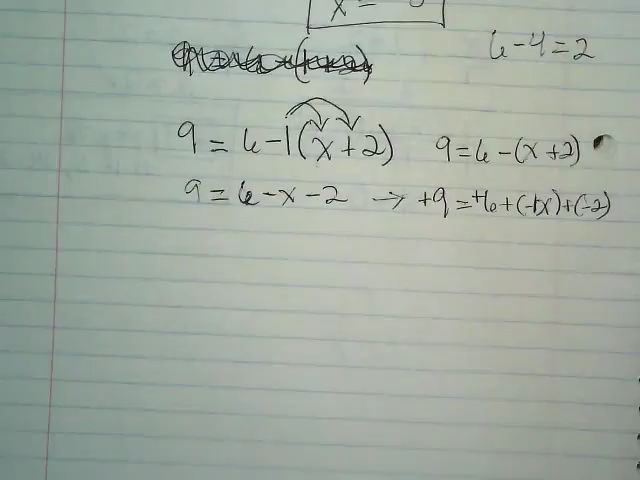 x =
6 - 4 = 2
9 = 6 - 1(x + 2) 9 = 6 - (x + 2)
9 = 6 - x - 2 → +9 = +6 + (-1x) + (-2)